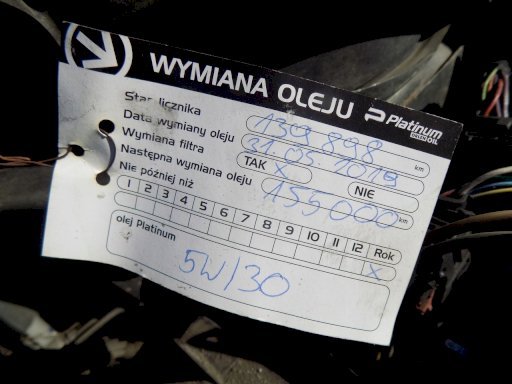 WYMIANA OLEJU Platinum
ORLEN OIL
Stan licznika 139 898 km
Data wymiany oleju 31 05 2019
Wymiana filtra TAK X NIE
Następna wymiana oleju 155000 km
Nie później niż
1 2 3 4 5 6 7 8 9 10 11 12 Rok
X
olej Platinum
5W/30